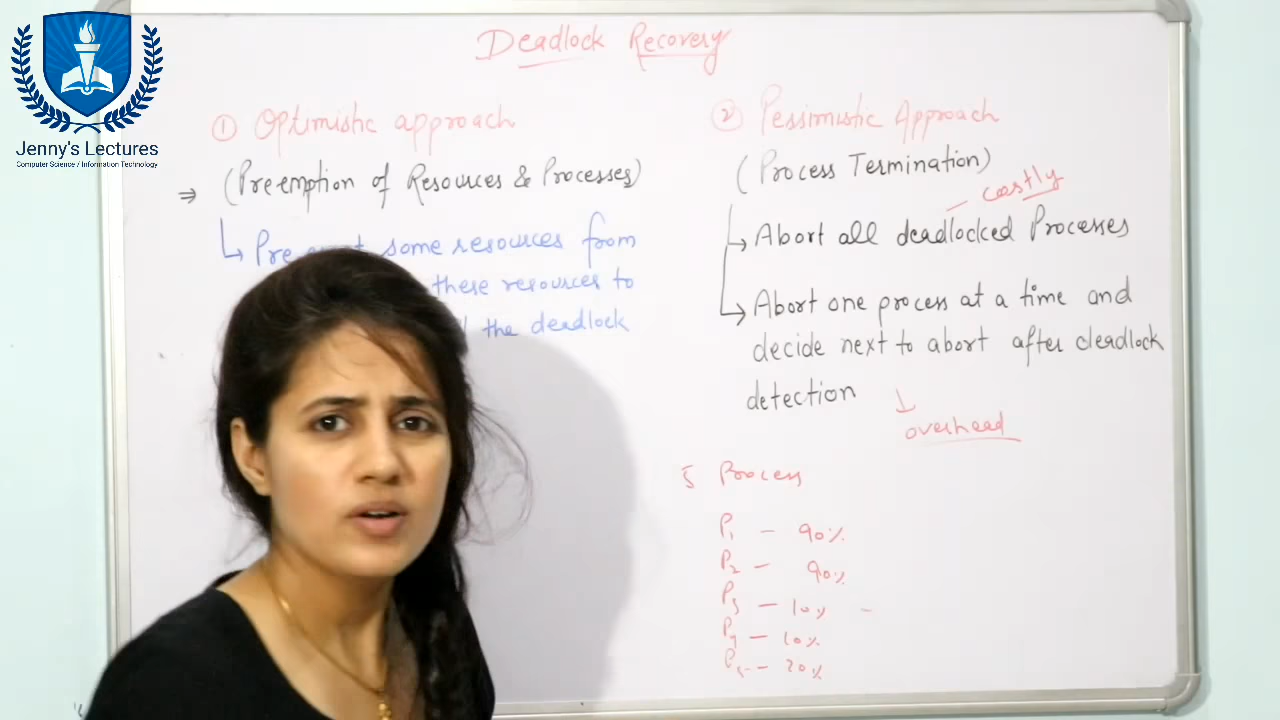 Jenny's Lectures
Computer Science / Information Technology
Deadlock Recovery
① Optimistic approach
⇒ (Preemption of Resources & Processes)
some resources from
these resources to
the deadlock
② Pessimistic Approach
(Process Termination)
costly
Abort all deadlocked Processes
Abort one process at a time and
decide next to abort after deadlock
detection
overhead
5 Process
P1 - 90%
P2 - 90%
P3 - 10% -
P4 - 10%
P5 - 20%